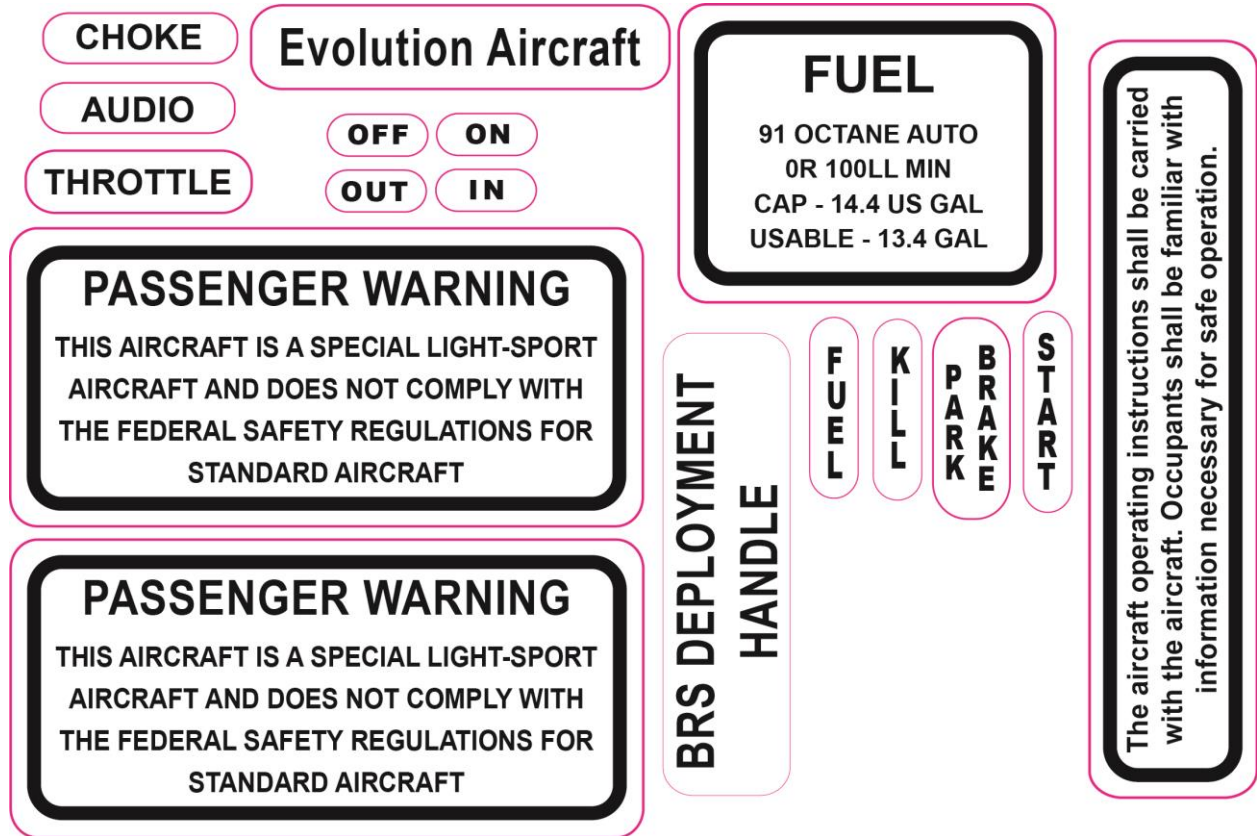 CHOKE
AUDIO
THROTTLE
Evolution Aircraft
OFF
ON
OUT
IN
FUEL
91 OCTANE AUTO
0R 100LL MIN
CAP - 14.4 US GAL
USABLE - 13.4 GAL
PASSENGER WARNING
THIS AIRCRAFT IS A SPECIAL LIGHT-SPORT
AIRCRAFT AND DOES NOT COMPLY WITH
THE FEDERAL SAFETY REGULATIONS FOR
STANDARD AIRCRAFT
PASSENGER WARNING
THIS AIRCRAFT IS A SPECIAL LIGHT-SPORT
AIRCRAFT AND DOES NOT COMPLY WITH
THE FEDERAL SAFETY REGULATIONS FOR
STANDARD AIRCRAFT
BRS DEPLOYMENT
HANDLE
FUEL
KILL
PARK
BRAKE
START
The aircraft operating instructions shall be carried
with the aircraft. Occupants shall be familiar with
information necessary for safe operation.